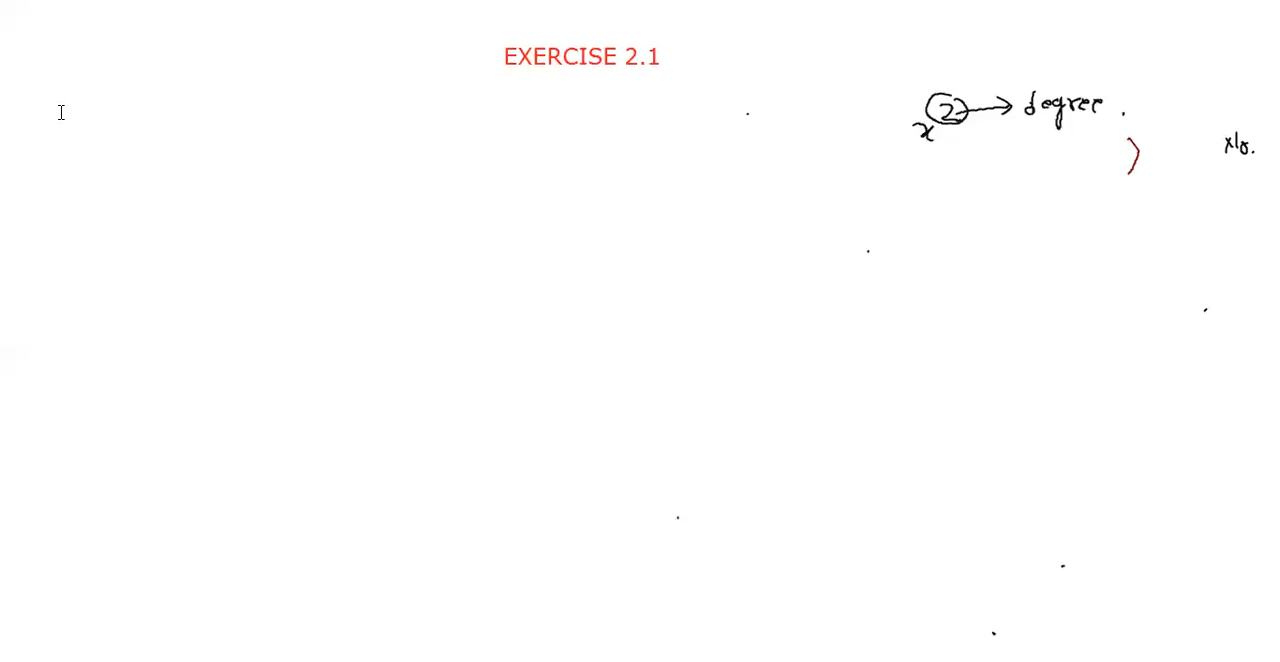 EXERCISE 2.1
x² → degree .